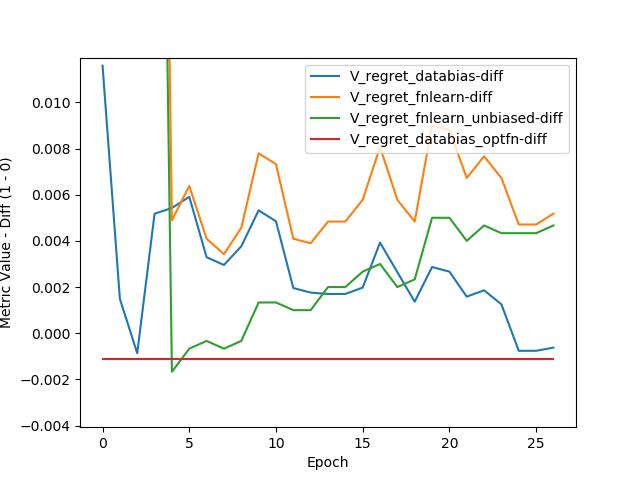 V_regret_databias-diff
V_regret_fnlearn-diff
V_regret_fnlearn_unbiased-diff
V_regret_databias_optfn-diff
Metric Value - Diff (1 - 0)
0.010
0.008
0.006
0.004
0.002
0.000
−0.002
−0.004
0 5 10 15 20 25
Epoch